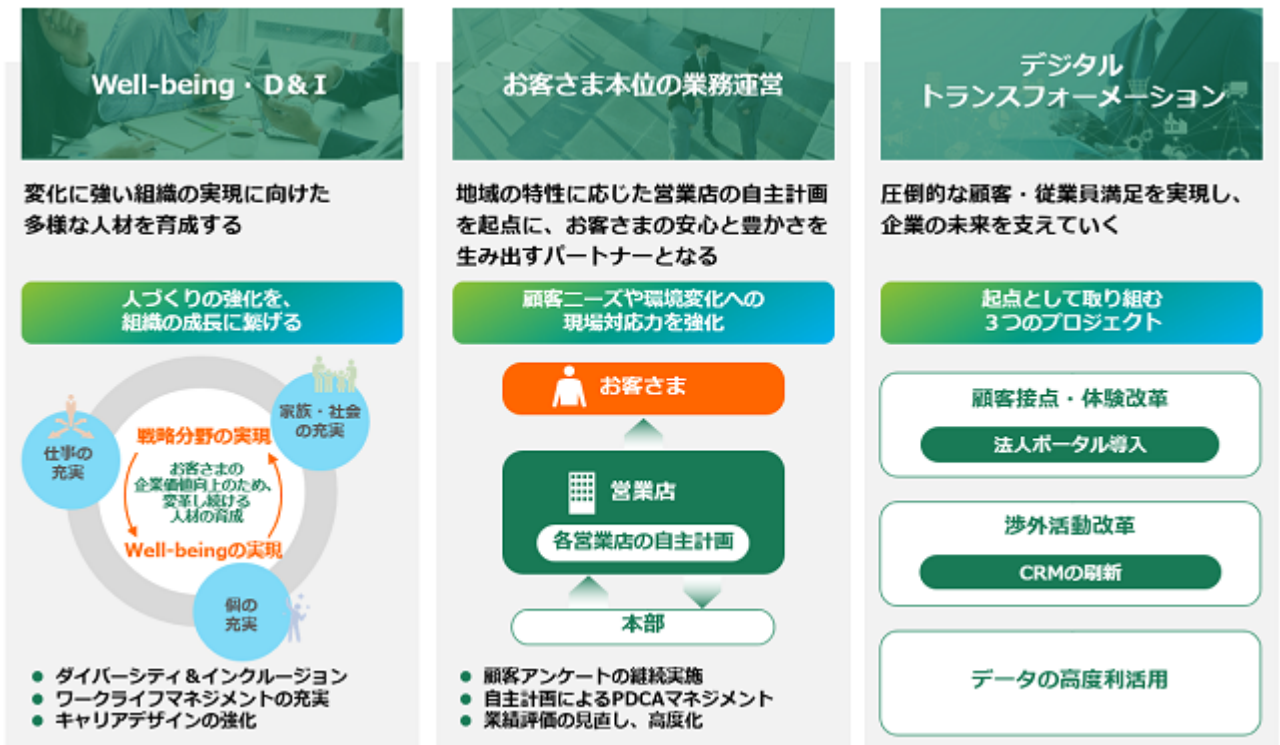 Well-being・D＆I
変化に強い組織の実現に向けた
多様な人材を育成する
人づくりの強化を、
組織の成長に繋げる
家族・社会
の充実
仕事の
充実
戦略分野の実現
お客さまの
企業価値向上のため、
変革し続ける
人材の育成
Well-beingの実現
個の
充実
● ダイバーシティ＆インクルージョン
● ワークライフマネジメントの充実
● キャリアデザインの強化
お客さま本位の業務運営
地域の特性に応じた営業店の自主計画
を起点に、お客さまの安心と豊かさを
生み出すパートナーとなる
顧客ニーズや環境変化への
現場対応力を強化
お客さま
営業店
各営業店の自主計画
本部
● 顧客アンケートの継続実施
● 自主計画によるPDCAマネジメント
● 業績評価の見直し、高度化
デジタル
トランスフォーメーション
圧倒的な顧客・従業員満足を実現し、
企業の未来を支えていく
起点として取り組む
３つのプロジェクト
顧客接点・体験改革
法人ポータル導入
渉外活動改革
CRMの刷新
データの高度利活用